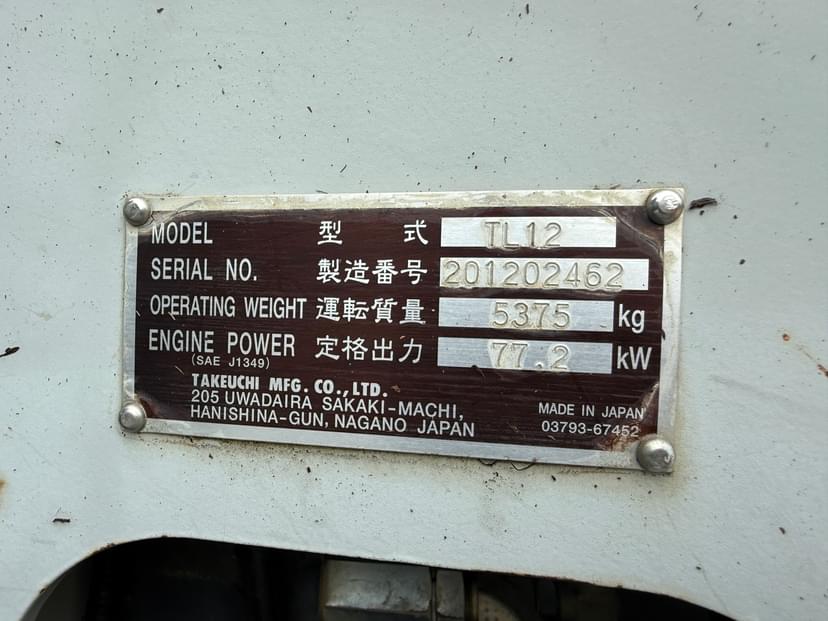 MODEL 型 式 TL12
SERIAL NO. 製造番号 201202462
OPERATING WEIGHT 運転質量 5375 kg
ENGINE POWER 定格出力 77.2 kW
(SAE J1349)
TAKEUCHI MFG. CO., LTD.
205 UWADAIRA SAKAKI-MACHI,
HANISHINA-GUN, NAGANO JAPAN
MADE IN JAPAN
03793-67452